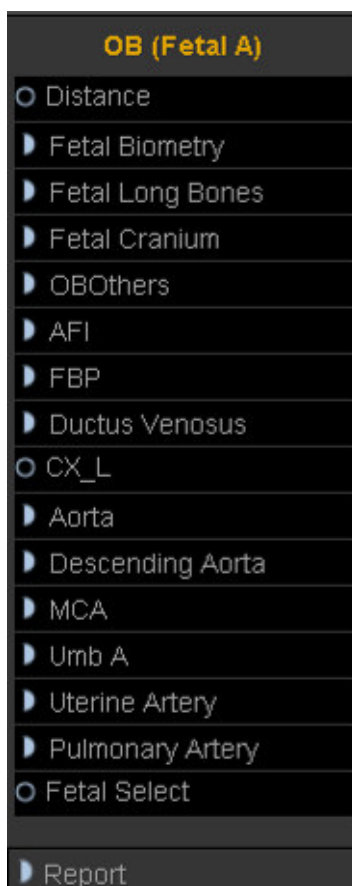 OB (Fetal A)
Distance
Fetal Biometry
Fetal Long Bones
Fetal Cranium
OBOthers
AFI
FBP
Ductus Venosus
CX_L
Aorta
Descending Aorta
MCA
Umb A
Uterine Artery
Pulmonary Artery
Fetal Select
Report